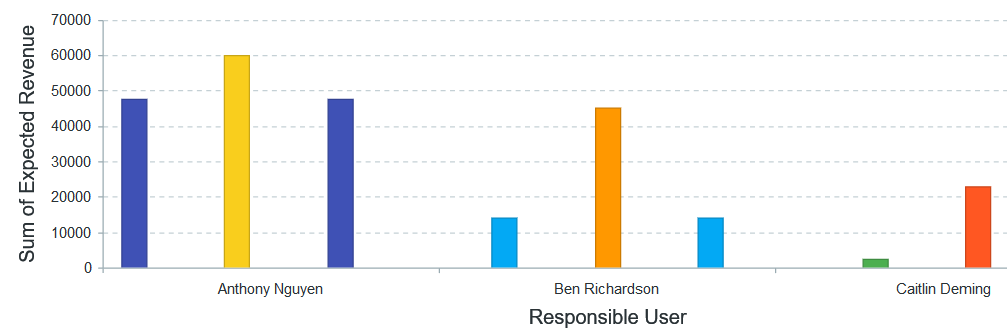 70000
60000
50000
40000
30000
20000
10000
0
Sum of Expected Revenue
Anthony Nguyen
Ben Richardson
Caitlin Deming
Responsible User